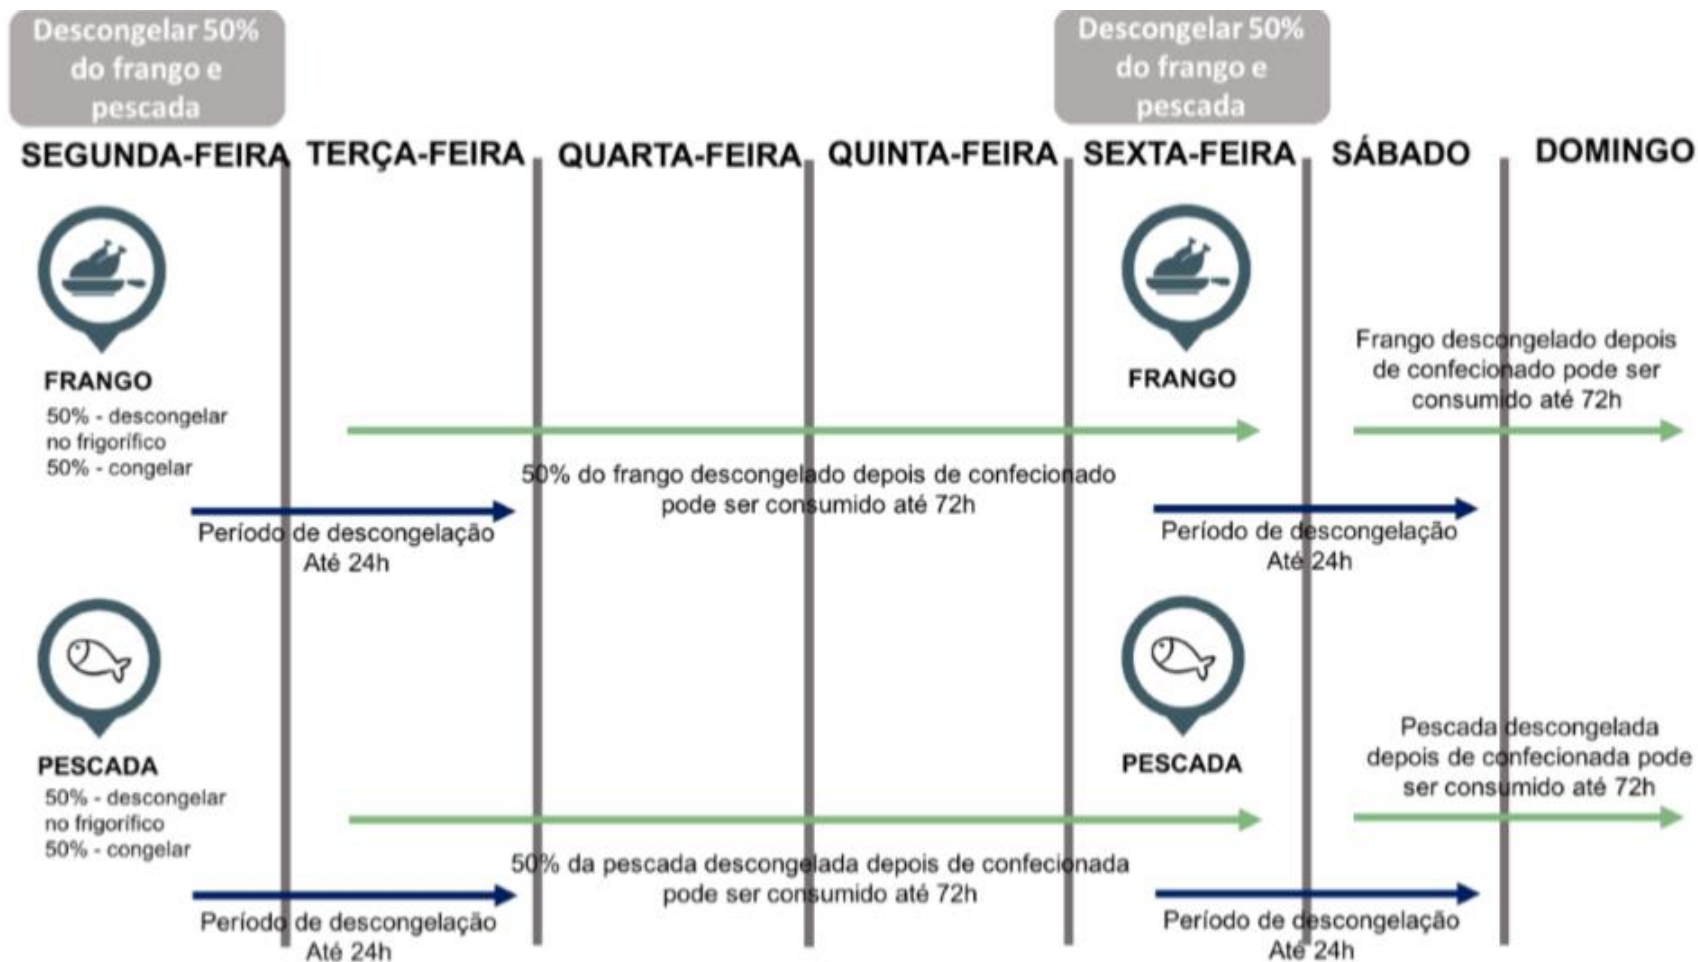 Descongelar 50%
do frango e
pescada
Descongelar 50%
do frango e
pescada
SEGUNDA-FEIRA
TERÇA-FEIRA
QUARTA-FEIRA
QUINTA-FEIRA
SEXTA-FEIRA
SÁBADO
DOMINGO
FRANGO
50% - descongelar
no frigorífico
50% - congelar
FRANGO
Frango descongelado depois
de confecionado pode ser
consumido até 72h
50% do frango descongelado depois de confecionado
pode ser consumido até 72h
Período de descongelação
Até 24h
Período de descongelação
Até 24h
PESCADA
50% - descongelar
no frigorífico
50% - congelar
PESCADA
Pescada descongelada
depois de confecionada pode
ser consumido até 72h
50% da pescada descongelada depois de confecionada
pode ser consumido até 72h
Período de descongelação
Até 24h
Período de descongelação
Até 24h